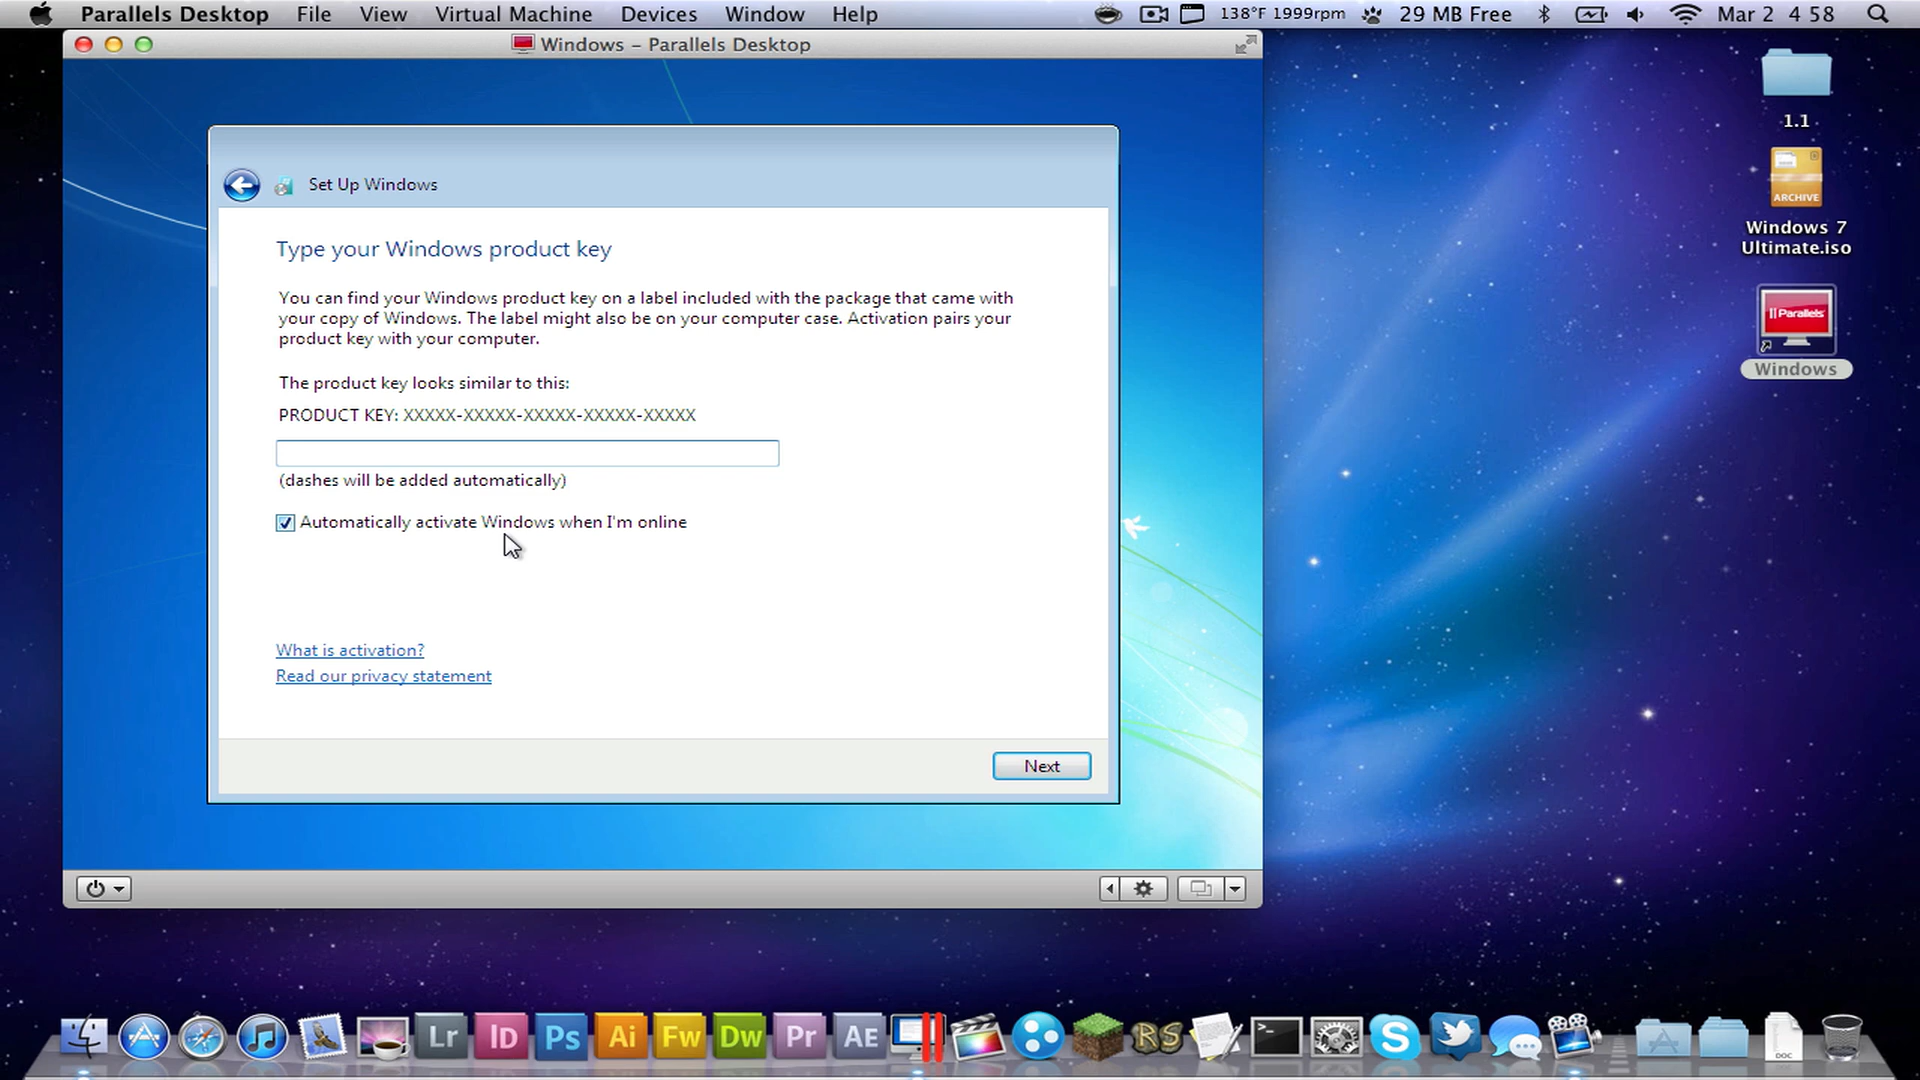 Parallels Desktop File View Virtual Machine Devices Window Help 138°F 1999rpm 29 MB Free Mar 2 4 58
Windows – Parallels Desktop
1.1
ARCHIVE
Windows 7
Ultimate.iso
Parallels
Windows
Set Up Windows
Type your Windows product key
You can find your Windows product key on a label included with the package that came with
your copy of Windows. The label might also be on your computer case. Activation pairs your
product key with your computer.
The product key looks similar to this:
PRODUCT KEY: XXXXX-XXXXX-XXXXX-XXXXX-XXXXX
(dashes will be added automatically)
Automatically activate Windows when I'm online
What is activation?
Read our privacy statement
Next
Lr Id Ps Ai Fw Dw Pr AE RS DOC